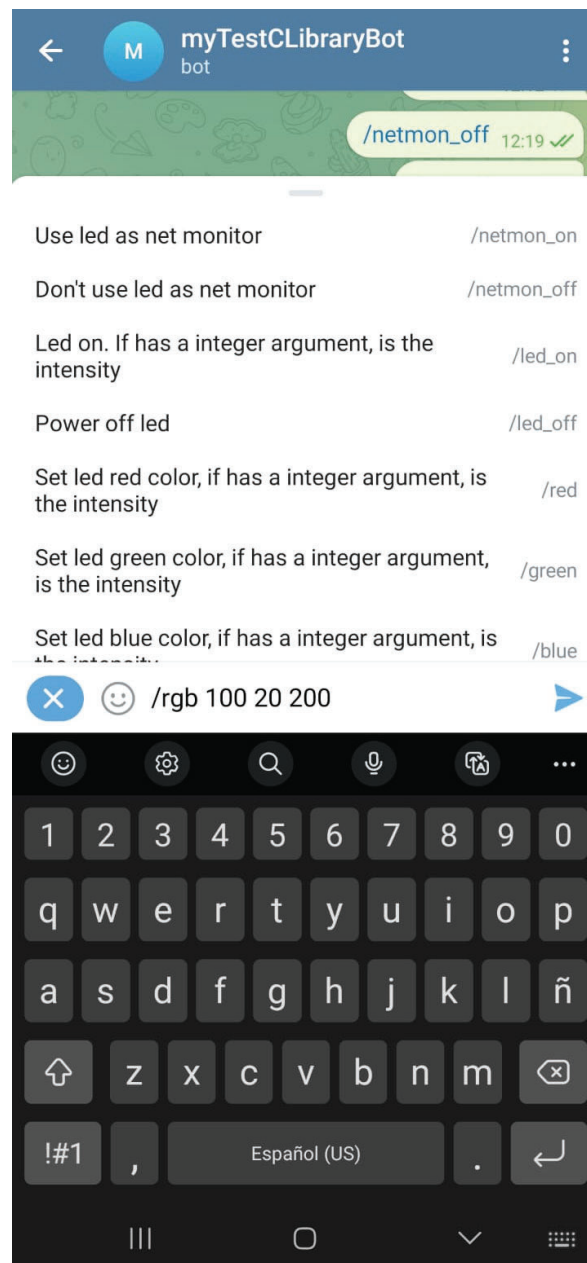 M
myTestCLibraryBot
bot
/netmon_off 12:19
Use led as net monitor /netmon_on
Don't use led as net monitor /netmon_off
Led on. If has a integer argument, is the
intensity /led_on
Power off led /led_off
Set led red color, if has a integer argument, is
the intensity /red
Set led green color, if has a integer argument,
is the intensity /green
Set led blue color, if has a integer argument, is
/blue
/rgb 100 20 200
1 2 3 4 5 6 7 8 9 0
q w e r t y u i o p
a s d f g h j k l ñ
z x c v b n m
!#1 , Español (US) .